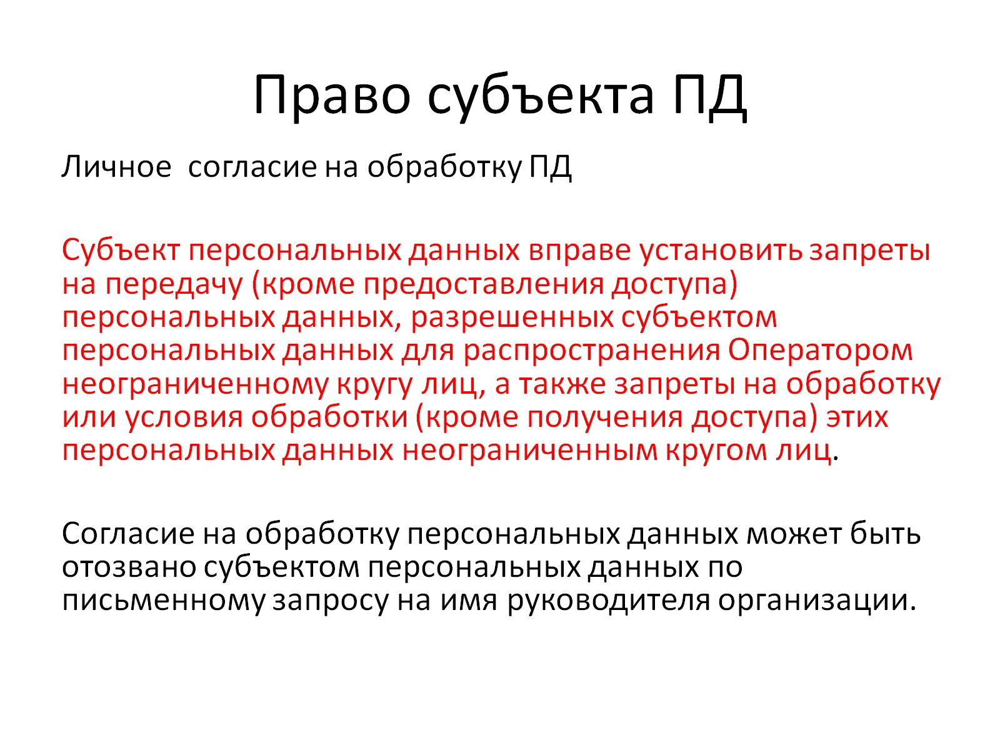 Право субъекта ПД
Личное  согласие на обработку ПД
Субъект персональных данных вправе установить запреты
на передачу (кроме предоставления доступа)
персональных данных, разрешенных субъектом
персональных данных для распространения Оператором
неограниченному кругу лиц, а также запреты на обработку
или условия обработки (кроме получения доступа) этих
персональных данных неограниченным кругом лиц.
Согласие на обработку персональных данных может быть
отозвано субъектом персональных данных по
письменному запросу на имя руководителя организации.